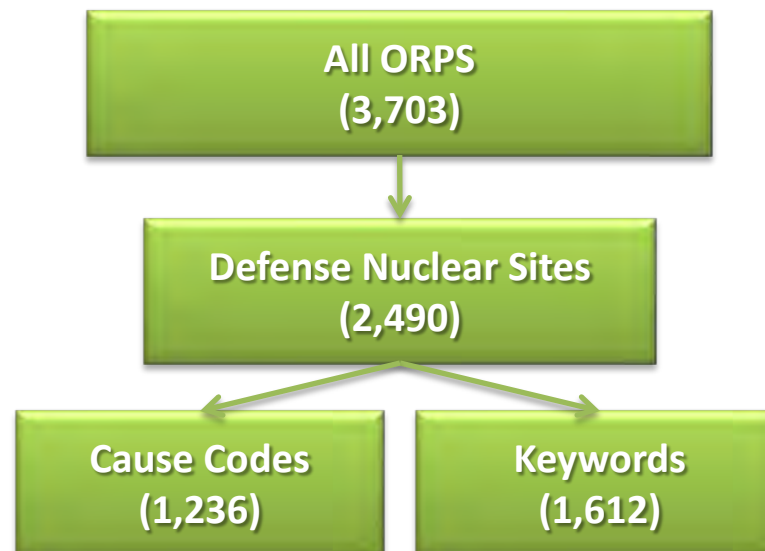 All ORPS
(3,703)
Defense Nuclear Sites
(2,490)
Cause Codes
(1,236)
Keywords
(1,612)